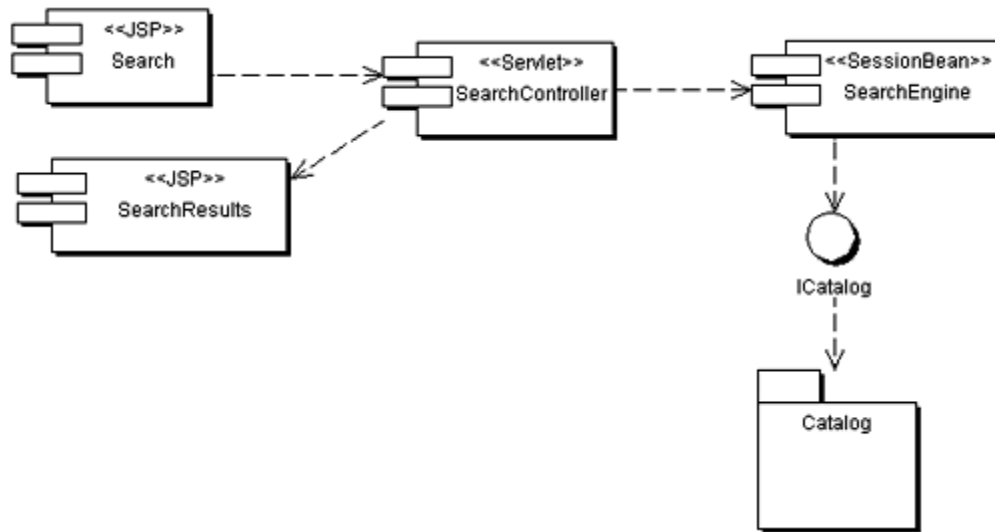 <<JSP>>
Search
<<Servlet>>
SearchController
<<SessionBean>>
SearchEngine
<<JSP>>
SearchResults
ICatalog
Catalog